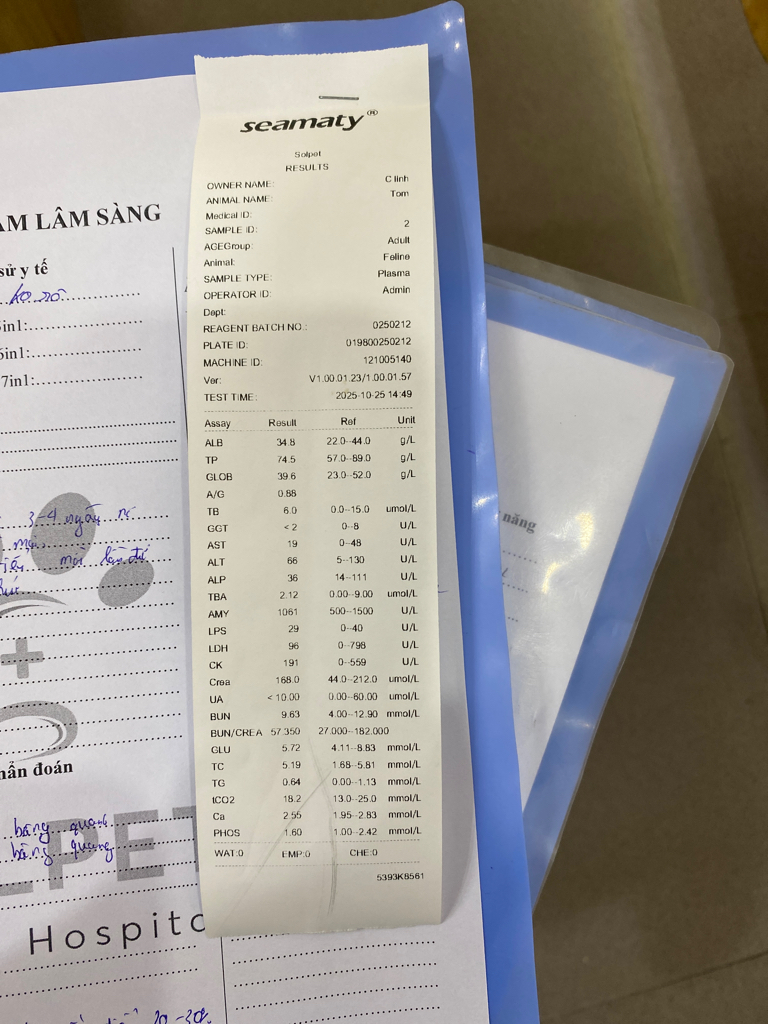 seamaty®
Solpet
RESULTS
OWNER NAME: C linh
ANIMAL NAME: Tom
Medical ID:
SAMPLE ID: 2
AGEGroup: Adult
Animal: Feline
SAMPLE TYPE: Plasma
OPERATOR ID: Admin
Dept:
REAGENT BATCH NO.: 0250212
PLATE ID: 019800250212
MACHINE ID: 121005140
Ver: V1.00.01.23/1.00.01.57
TEST TIME: 2025-10-25 14:49
Assay Result Ref Unit
ALB 34.8 22.0--44.0 g/L
TP 74.5 57.0--89.0 g/L
GLOB 39.6 23.0--52.0 g/L
A/G 0.88
TB 6.0 0.0--15.0 umol/L
GGT <2 0--8 U/L
AST 19 0--48 U/L
ALT 66 5--130 U/L
ALP 36 14--111 U/L
TBA 2.12 0.00--9.00 umol/L
AMY 1061 500--1500 U/L
LPS 29 0--40 U/L
LDH 96 0--798 U/L
CK 191 0--559 U/L
Crea 168.0 44.0--212.0 umol/L
UA <10.00 0.00--60.00 umol/L
BUN 9.63 4.00--12.90 mmol/L
BUN/CREA 57.350 27.000--182.000
GLU 5.72 4.11--8.83 mmol/L
TC 5.19 1.68--5.81 mmol/L
TG 0.64 0.00--1.13 mmol/L
tCO2 18.2 13.0--25.0 mmol/L
Ca 2.55 1.95--2.83 mmol/L
PHOS 1.60 1.00--2.42 mmol/L
WAT:0 EMP:0 CHE:0
5393K8561
ÁM LÂM SÀNG
sử y tế
ko rõ
5in1:
6in1:
7in1:
3-4 ngày
hẩn đoán
bàng quang
bàng quang
PET
Hospita
20-30%
năng